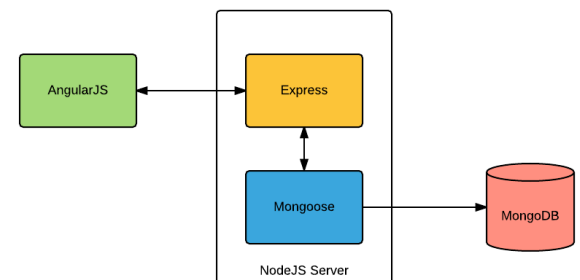 AngularJS
Express
Mongoose
MongoDB
NodeJS Server